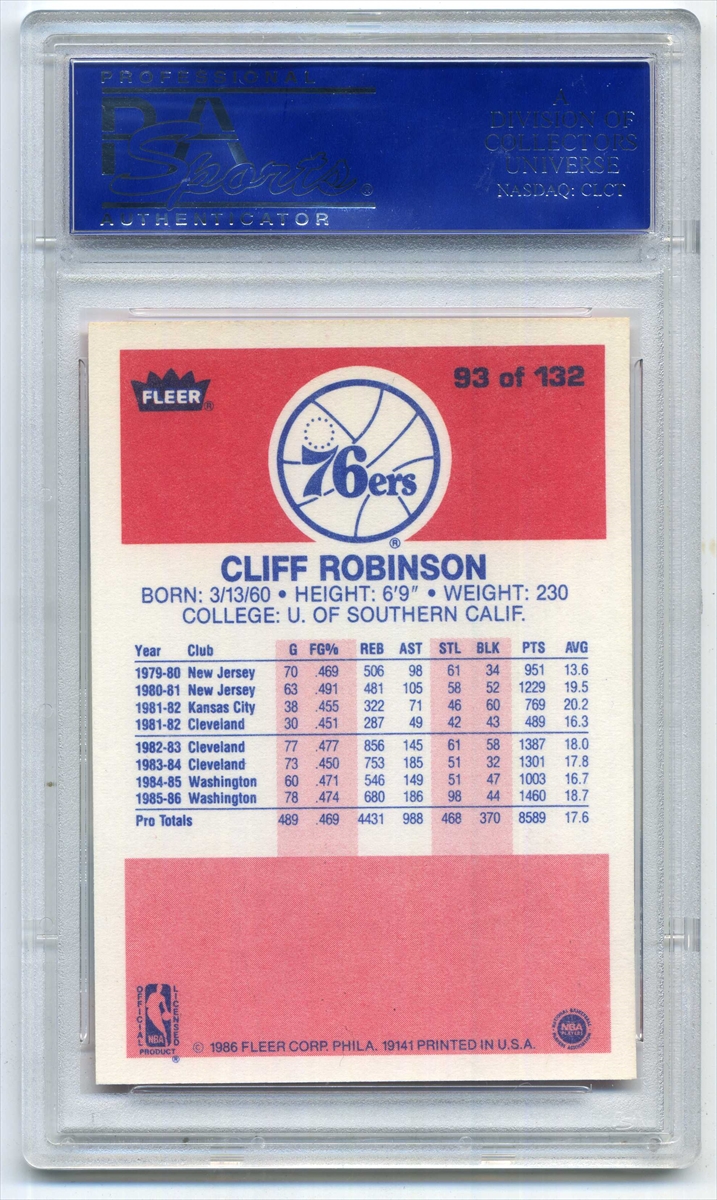 PROFESSIONAL
PSA
Sports®
AUTHENTICATOR
A
DIVISION OF
COLLECTORS
UNIVERSE
NASDAQ: CLCT
FLEER®
93 of 132
76ers
®
CLIFF ROBINSON
BORN: 3/13/60 • HEIGHT: 6'9" • WEIGHT: 230
COLLEGE: U. OF SOUTHERN CALIF.
Year Club G FG% REB AST STL BLK PTS AVG
1979-80 New Jersey 70 .469 506 98 61 34 951 13.6
1980-81 New Jersey 63 .491 481 105 58 52 1229 19.5
1981-82 Kansas City 38 .455 322 71 46 60 769 20.2
1981-82 Cleveland 30 .451 287 49 42 43 489 16.3
1982-83 Cleveland 77 .477 856 145 61 58 1387 18.0
1983-84 Cleveland 73 .450 753 185 51 32 1301 17.8
1984-85 Washington 60 .471 546 149 51 47 1003 16.7
1985-86 Washington 78 .474 680 186 98 44 1460 18.7
Pro Totals 489 .469 4431 988 468 370 8589 17.6
OFFICIAL LICENSED
NBA
PRODUCT ®
© 1986 FLEER CORP. PHILA. 19141 PRINTED IN U.S.A.
NATIONAL BASKETBALL
NBA
PLAYERS
PLAYERS ASSOCIATION